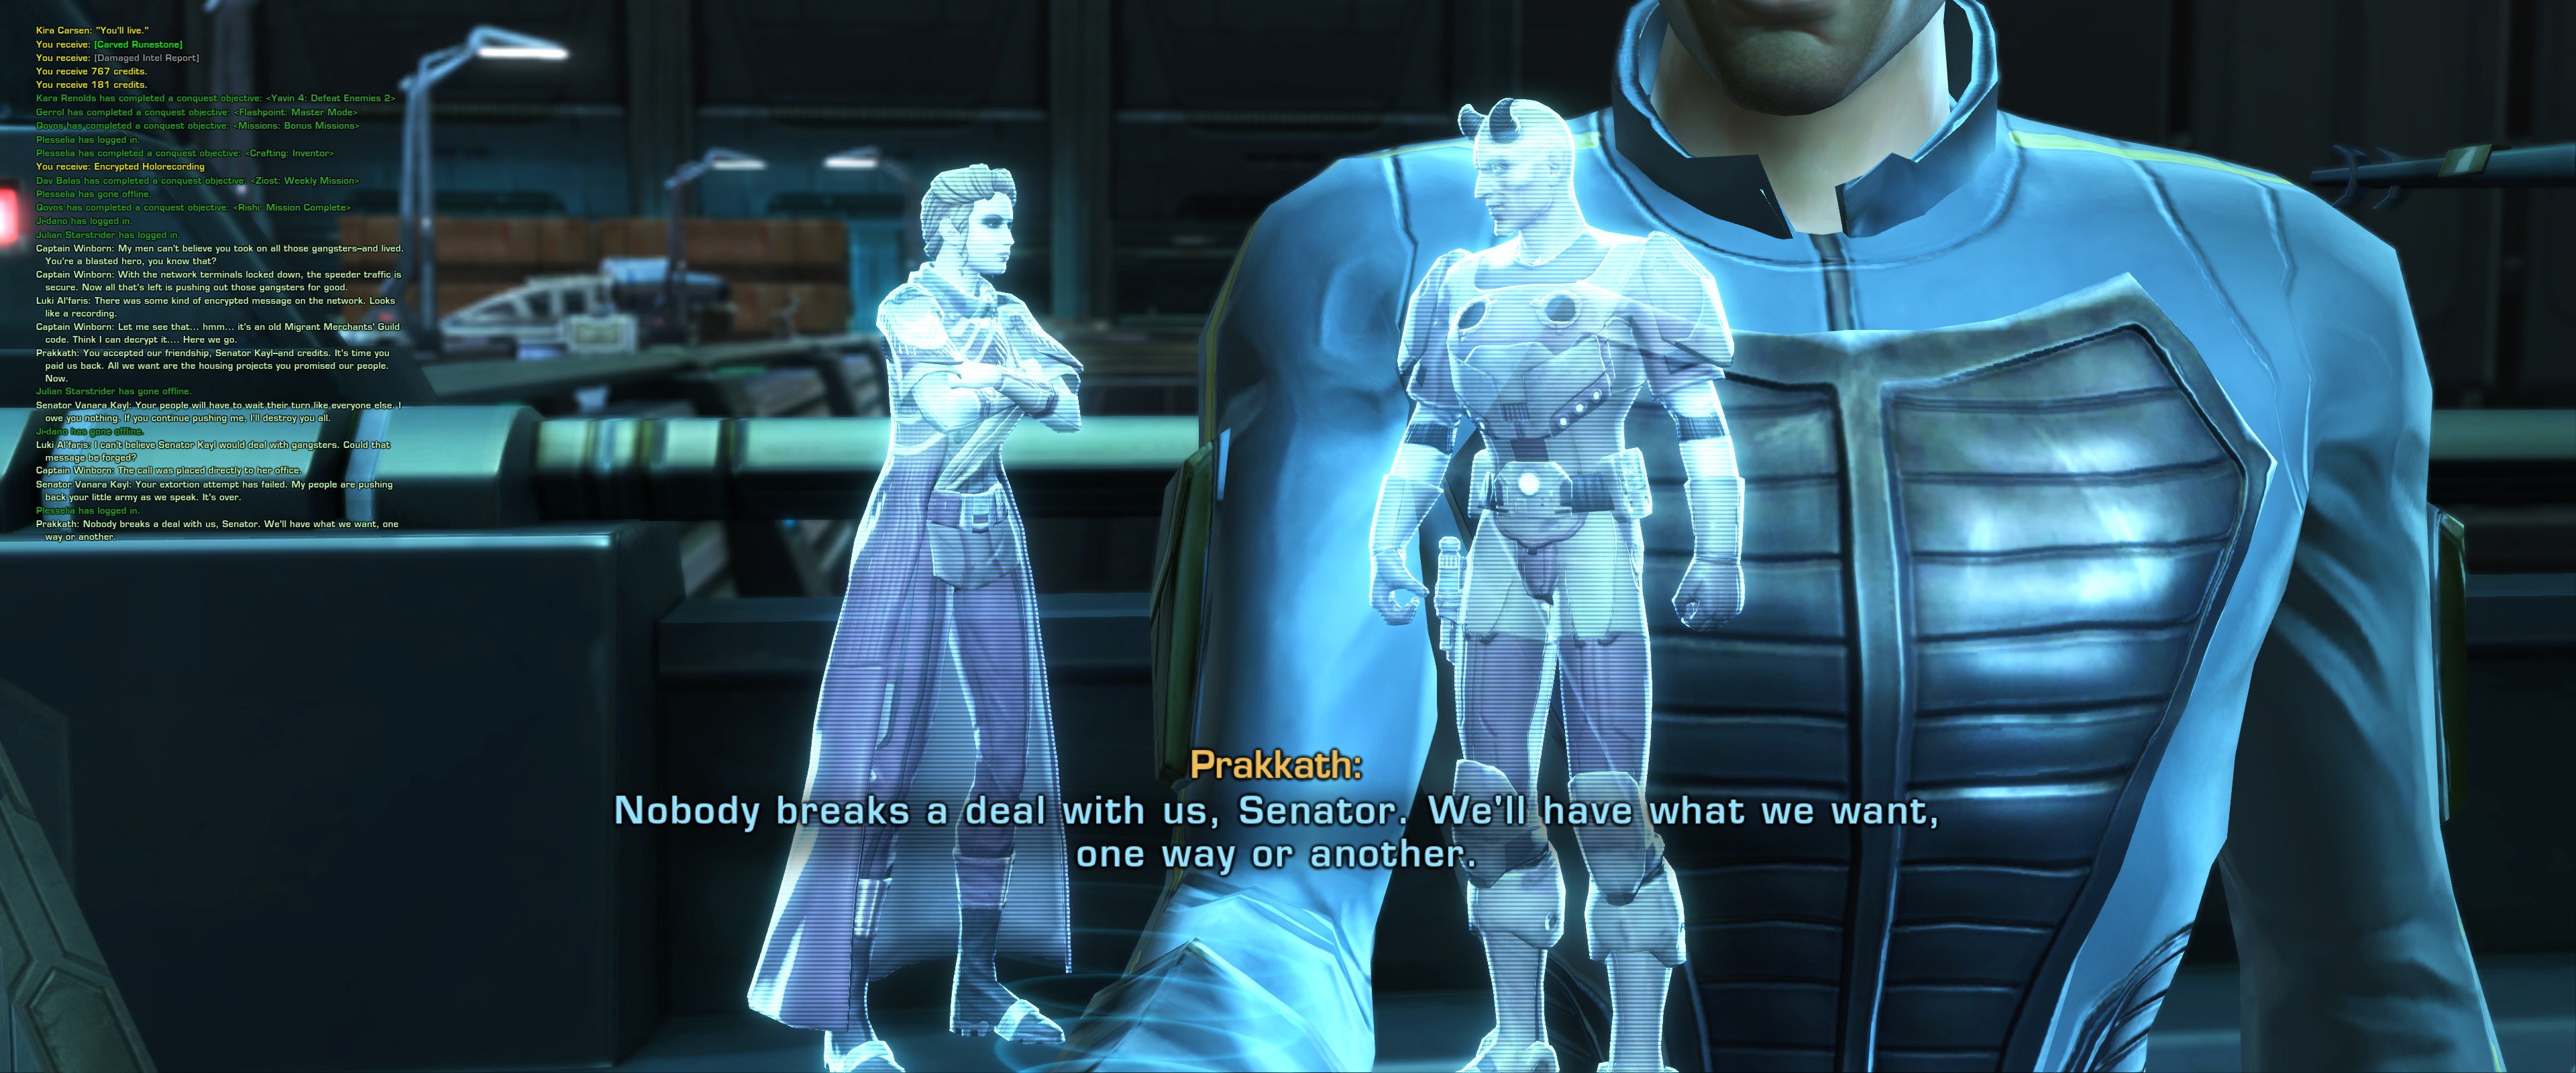 Kira Carsen: "You'll live."
You receive: [Carved Runestone]
You receive: [Damaged Intel Report]
You receive 767 credits.
You receive 181 credits.
Kara Renolds has completed a conquest objective: <Yavin 4: Defeat Enemies 2>
Gerrol has completed a conquest objective: <Flashpoint: Master Mode>
Qovos has completed a conquest objective: <Missions: Bonus Missions>
Plesselia has logged in.
Plesselia has completed a conquest objective: <Crafting: Inventor>
You receive: Encrypted Holorecording
Dav Balas has completed a conquest objective: <Ziost: Weekly Mission>
Plesselia has gone offline.
Qovos has completed a conquest objective: <Rishi: Mission Complete>
Ji-dano has logged in.
Julian Starstrider has logged in.
Captain Winborn: My men can't believe you took on all those gangsters—and lived.
You're a blasted hero, you know that?
Captain Winborn: With the network terminals locked down, the speeder traffic is
secure. Now all that's left is pushing out those gangsters for good.
Luki Al'faris: There was some kind of encrypted message on the network. Looks
like a recording.
Captain Winborn: Let me see that... hmm... it's an old Migrant Merchants' Guild
code. Think I can decrypt it.... Here we go.
Prakkath: You accepted our friendship, Senator Kayl—and credits. It's time you
paid us back. All we want are the housing projects you promised our people.
Now.
Julian Starstrider has gone offline.
Senator Vanara Kayl: Your people will have to wait their turn like everyone else. I
owe you nothing. If you continue pushing me, I'll destroy you all.
Ji-dano has gone offline.
Luki Al'faris: I can't believe Senator Kayl would deal with gangsters. Could that
message be forged?
Captain Winborn: The call was placed directly to her office.
Senator Vanara Kayl: Your extortion attempt has failed. My people are pushing
back your little army as we speak. It's over.
Plesselia has logged in.
Prakkath: Nobody breaks a deal with us, Senator. We'll have what we want, one
way or another.
Prakkath:
Nobody breaks a deal with us, Senator. We'll have what we want,
one way or another.